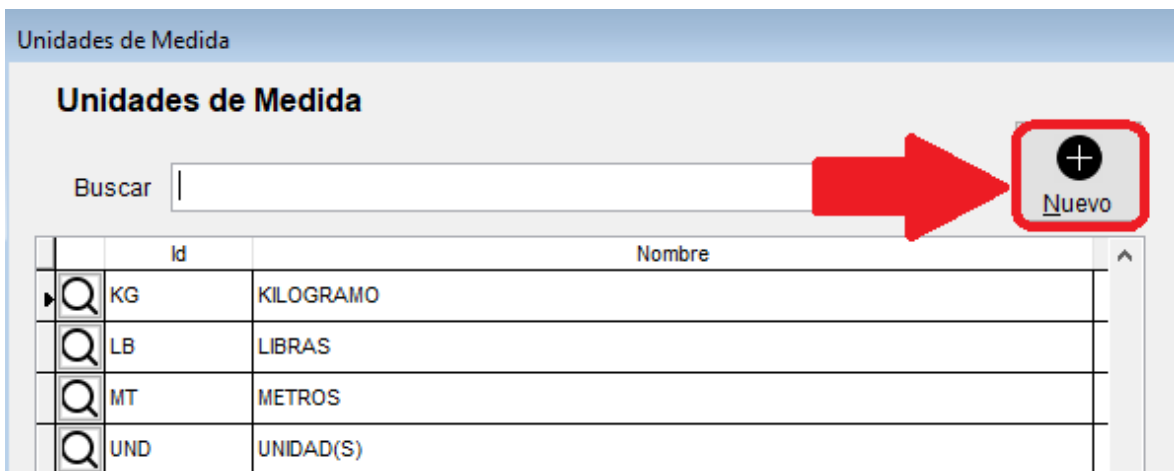 Unidades de Medida
Unidades de Medida
Buscar
Nuevo
Id Nombre
KG KILOGRAMO
LB LIBRAS
MT METROS
UND UNIDAD(S)